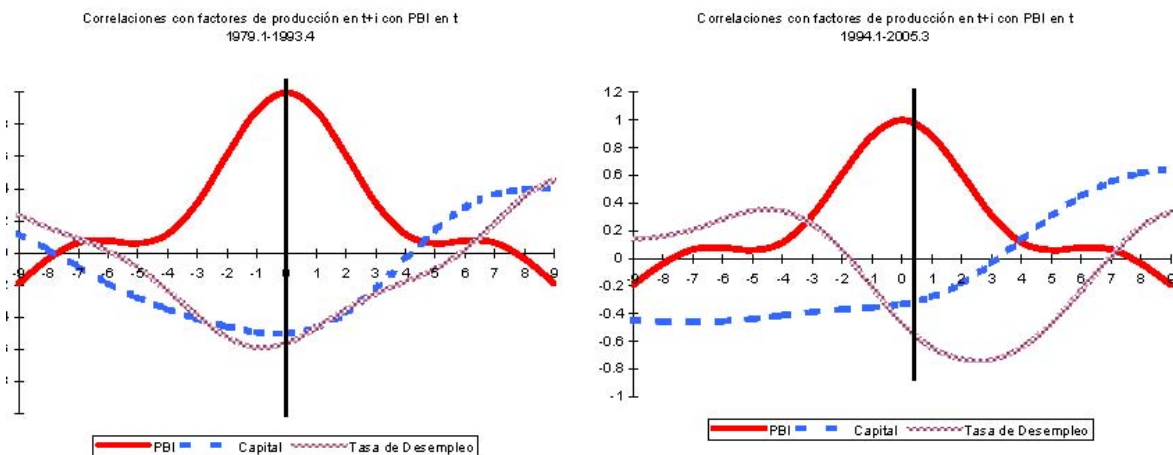 Correlaciones con factores de producción en t+i con PBI en t
1979.1-1993.4
-9 -8 -7 -6 -5 -4 -3 -2 -1 0 1 2 3 4 5 6 7 8 9
PBI Capital Tasa de Desempleo
Correlaciones con factores de producción en t+i con PBI en t
1994.1-2005.3
1.2
1
0.8
0.6
0.4
0.2
0
-0.2
-0.4
-0.6
-0.8
-1
-9 -8 -7 -6 -5 -4 -3 -2 -1 0 1 2 3 4 5 6 7 8 9
PBI Capital Tasa de Desempleo